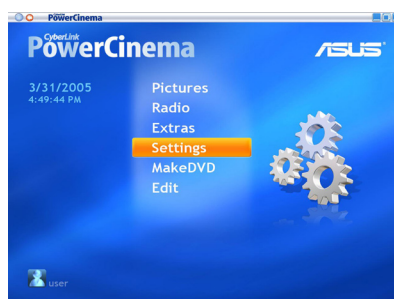 PowerCinema
CyberLink
PowerCinema
ASUS
3/31/2005
4:49:44 PM
Pictures
Radio
Extras
Settings
MakeDVD
Edit
user